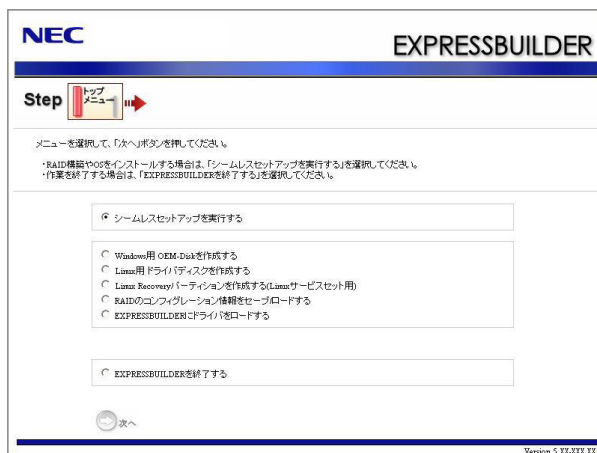 NEC
EXPRESSBUILDER
Step
トップ
メニュー
メニューを選択して、「次へ」ボタンを押してください。
・RAID構築やOSをインストールする場合は、「シームレスセットアップを実行する」を選択してください。
・作業を終了する場合は、「EXPRESSBUILDERを終了する」を選択してください。
シームレスセットアップを実行する
Windows用 OEM-Diskを作成する
Linux用 ドライバディスクを作成する
Linux Recoveryパーティションを作成する(Linuxサービスセット用)
RAIDのコンフィグレーション情報をセーブ/ロードする
EXPRESSBUILDERにドライバをロードする
EXPRESSBUILDERを終了する
次へ
Version 5.XX-XXX.XX